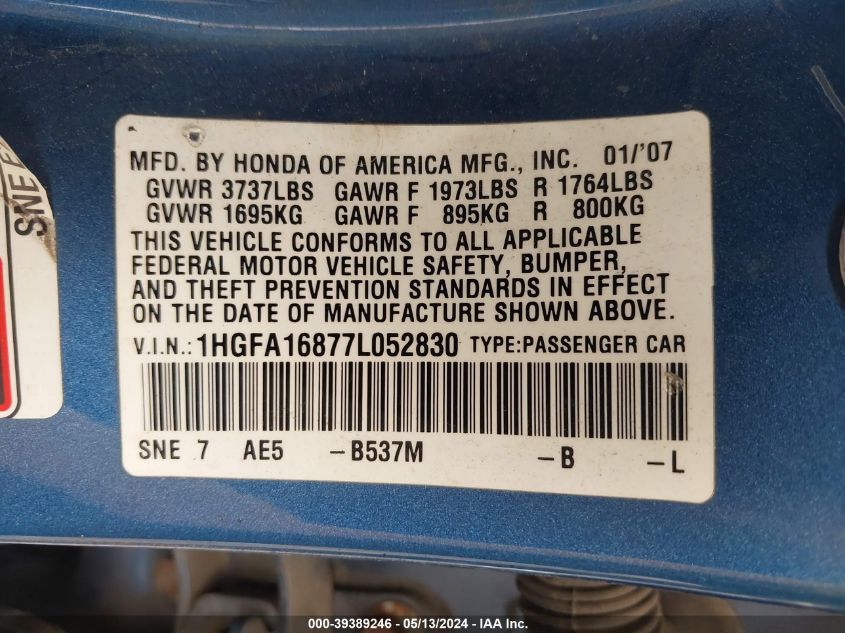 MFD. BY HONDA OF AMERICA MFG., INC. 01/'07
GVWR 3737LBS GAWR F 1973LBS R 1764LBS
GVWR 1695KG GAWR F 895KG R 800KG
THIS VEHICLE CONFORMS TO ALL APPLICABLE
FEDERAL MOTOR VEHICLE SAFETY, BUMPER,
AND THEFT PREVENTION STANDARDS IN EFFECT
ON THE DATE OF MANUFACTURE SHOWN ABOVE.
V.I.N.: 1HGFA16877L052830 TYPE:PASSENGER CAR
SNE 7 AE5 -B537M -B -L
SNE
000-39389246 - 05/13/2024 - IAA Inc.